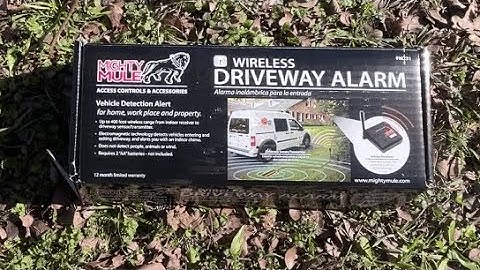 MIGHTY
MULE
ACCESS CONTROLS & ACCESSORIES
WIRELESS
DRIVEWAY ALARM
Alarma inalámbrica para la entrada
FM231
Vehicle Detection Alert
for home, work place and property.
• Up to 400 foot wireless range from indoor receiver to
driveway sensor/transmitter.
• Electromagnetic technology detects vehicles entering and
exiting driveway, and alerts you with an indoor chime.
• Does not detect people, animals or wind.
• Requires 2 "AA" batteries - not included.
12 month limited warranty
www.mightymule.com